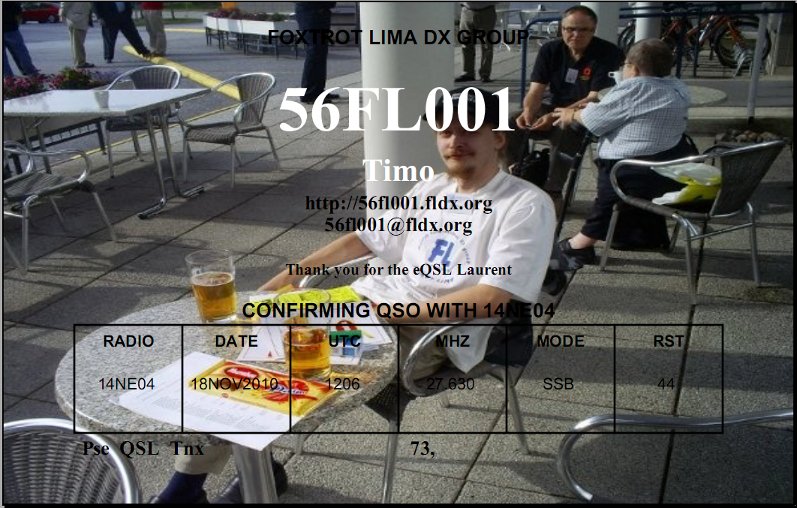 FOXTROT LIMA DX GROUP
56FL001
Timo
http://56fl001.fldx.org
56fl001@fldx.org
FL
Thank you for the eQSL Laurent
CONFIRMING QSO WITH 14NE04
RADIO DATE UTC MHZ MODE RST
14NE04 18NOV2010 1206 27.630 SSB 44
Pse QSL Tnx 73,